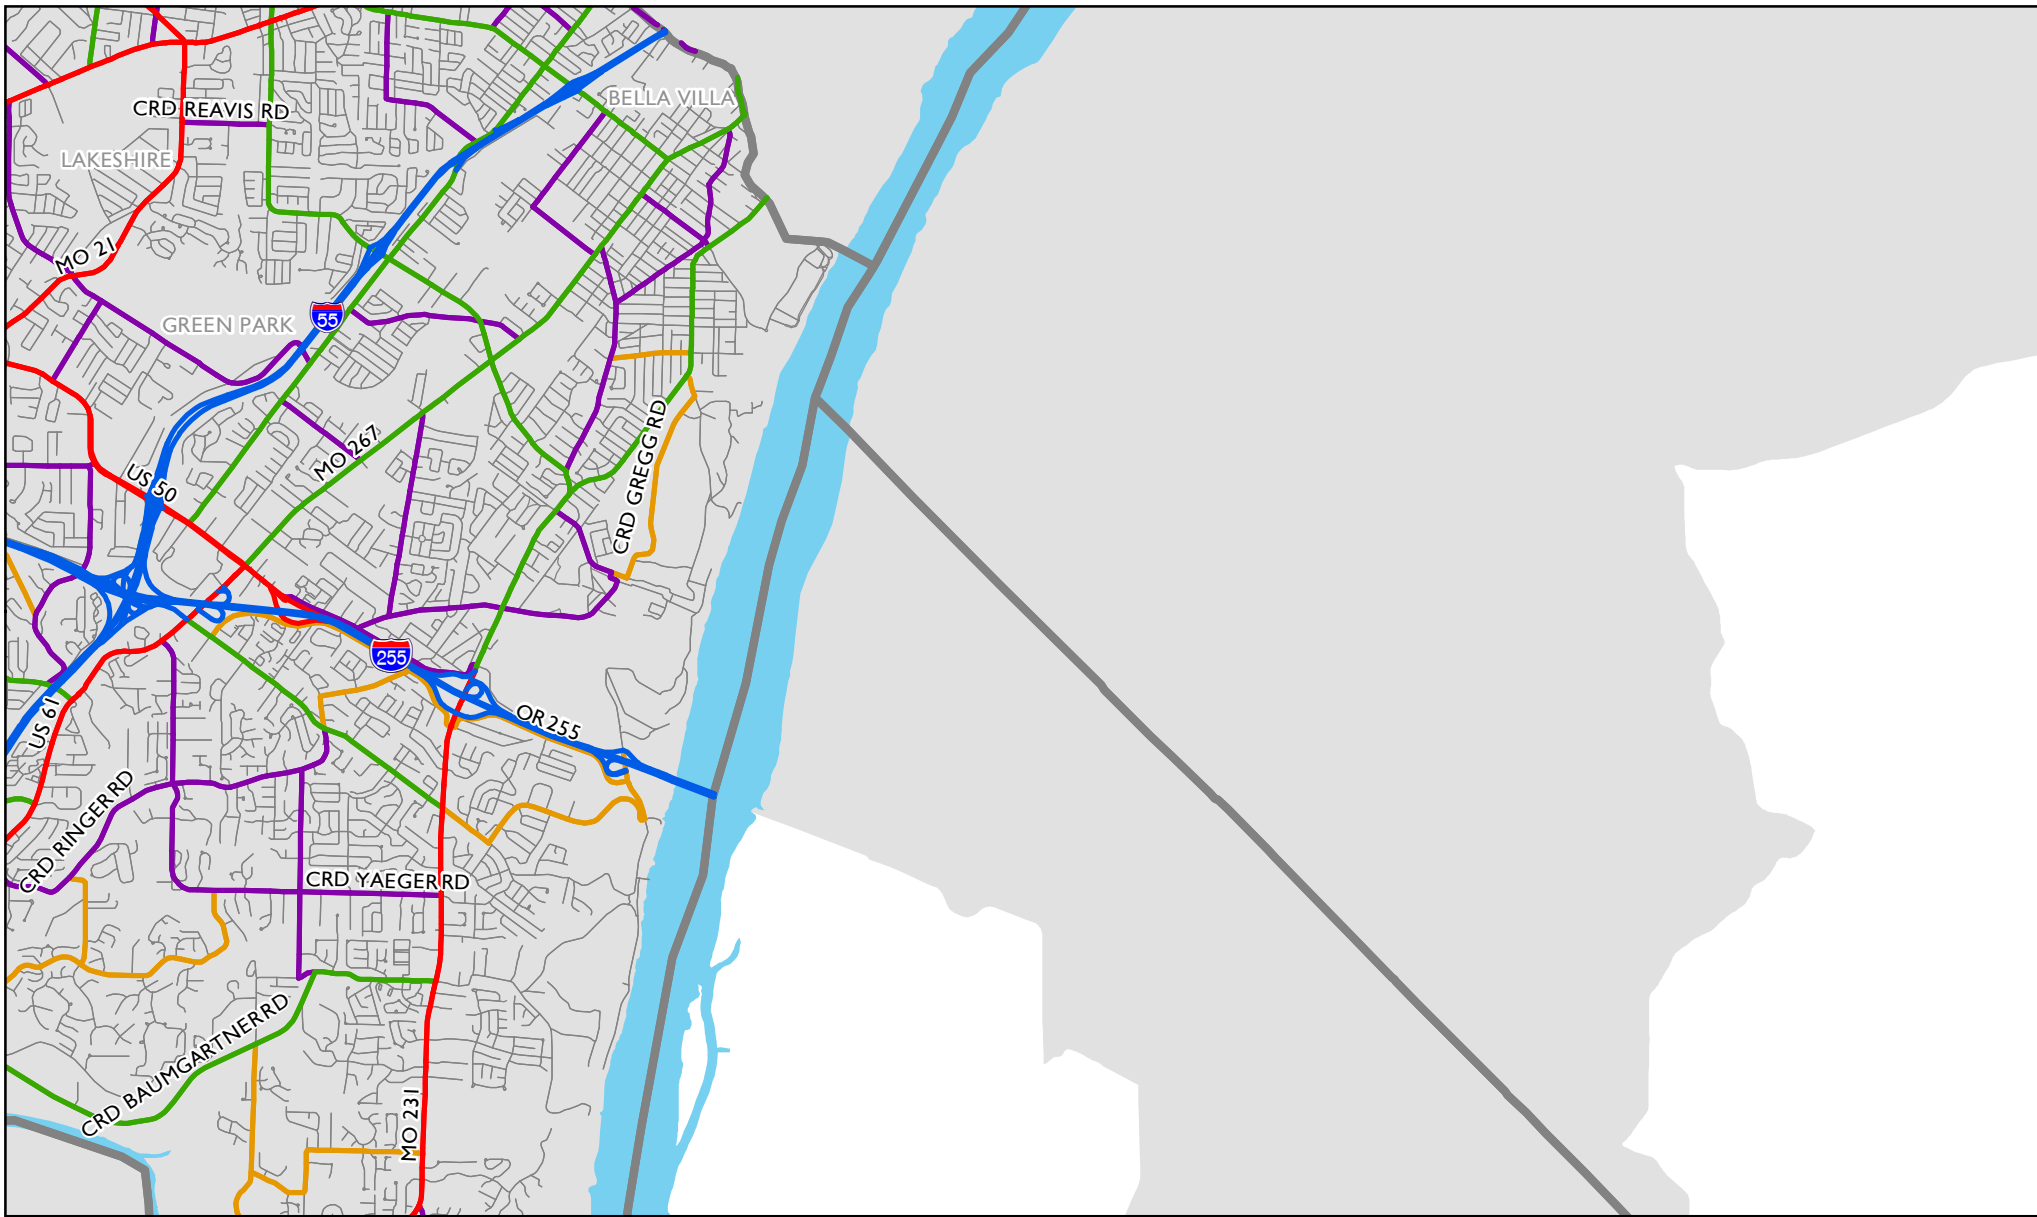 BELLA VILLA
CRD REAVIS RD
LAKESHIRE
MO 21
55
GREEN PARK
MO 267
CRD GREGG RD
US 50
255
OR 255
US 61
CRD RINGER RD
CRD YAEGER RD
CRD BAUMGARTNER RD
MO 231